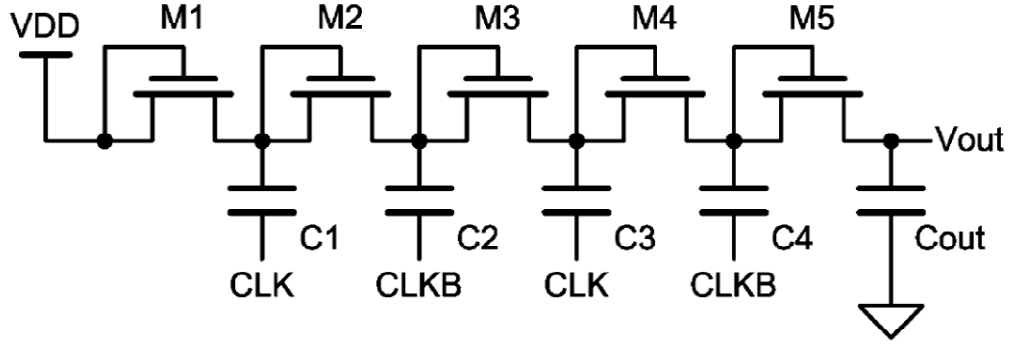 VDD M1 M2 M3 M4 M5
Vout
C1 C2 C3 C4 Cout
CLK CLKB CLK CLKB